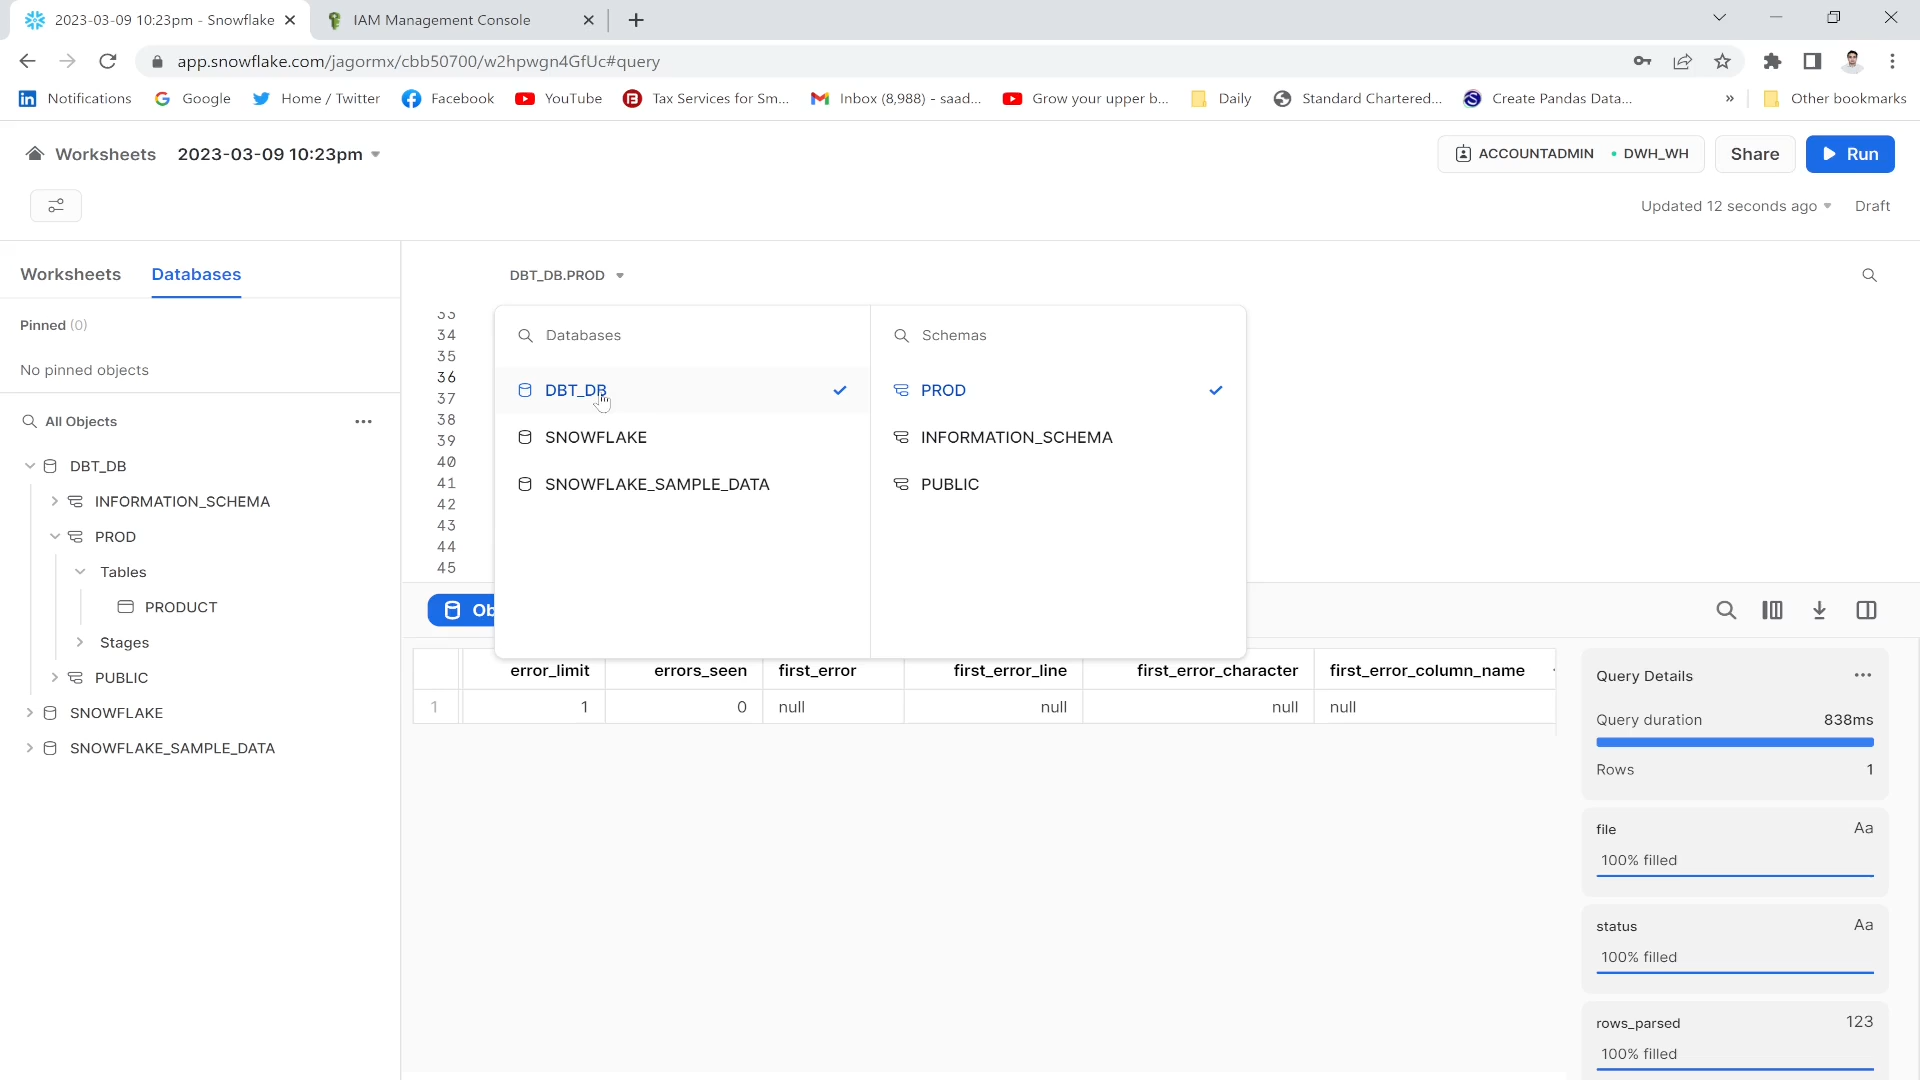 2023-03-09 10:23pm - Snowflake
IAM Management Console
app.snowflake.com/jagormx/cbb50700/w2hpwgn4GfUc#query
Notifications
Google
Home / Twitter
Facebook
YouTube
Tax Services for Sm...
Inbox (8,988) - saad...
Grow your upper b...
Daily
Standard Chartered...
Create Pandas Data...
»
Other bookmarks
Worksheets
2023-03-09 10:23pm
ACCOUNTADMIN
DWH_WH
Share
Run
Updated 12 seconds ago
Draft
Worksheets
Databases
Pinned (0)
No pinned objects
All Objects
DBT_DB
INFORMATION_SCHEMA
PROD
Tables
PRODUCT
Stages
PUBLIC
SNOWFLAKE
SNOWFLAKE_SAMPLE_DATA
DBT_DB.PROD
33
34
35
36
37
38
39
40
41
42
43
44
45
Databases
DBT_DB
SNOWFLAKE
SNOWFLAKE_SAMPLE_DATA
Schemas
PROD
INFORMATION_SCHEMA
PUBLIC
Ob
error_limit errors_seen first_error first_error_line first_error_character first_error_column_name
1 1 0 null null null null
Query Details
Query duration 838ms
Rows 1
file Aa
100% filled
status Aa
100% filled
rows_parsed 123
100% filled